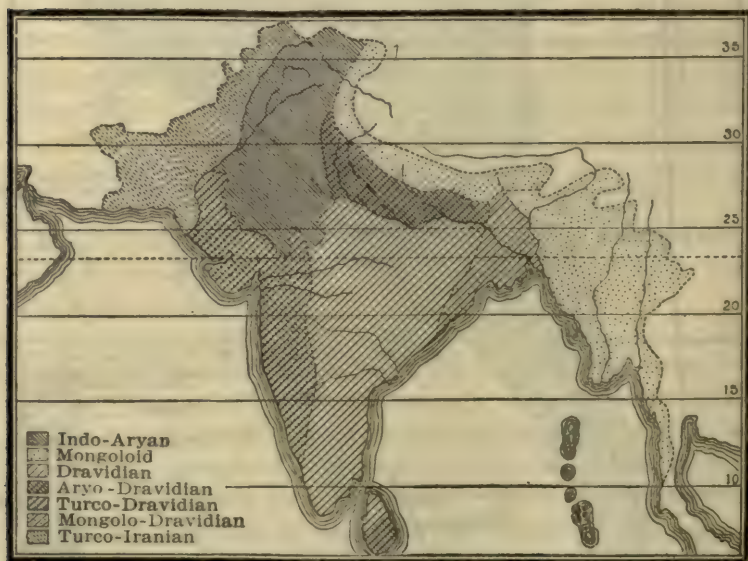 35
30
25
20
15
10
Indo-Aryan
Mongoloid
Dravidian
Aryo-Dravidian
Turco-Dravidian
Mongolo-Dravidian
Turco-Iranian